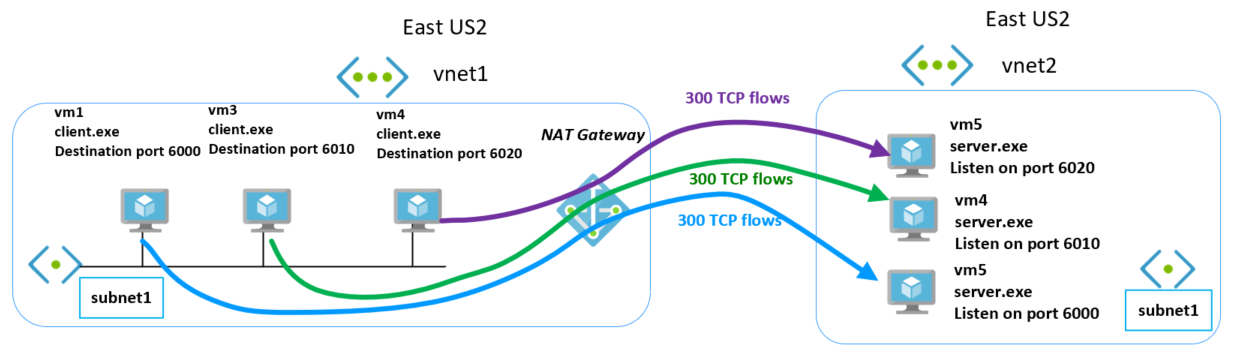 East US2
vnet1
East US2
vnet2
vm1
client.exe
Destination port 6000
vm3
client.exe
Destination port 6010
vm4
client.exe
Destination port 6020
NAT Gateway
300 TCP flows
300 TCP flows
300 TCP flows
vm5
server.exe
Listen on port 6020
vm4
server.exe
Listen on port 6010
vm5
server.exe
Listen on port 6000
subnet1
subnet1